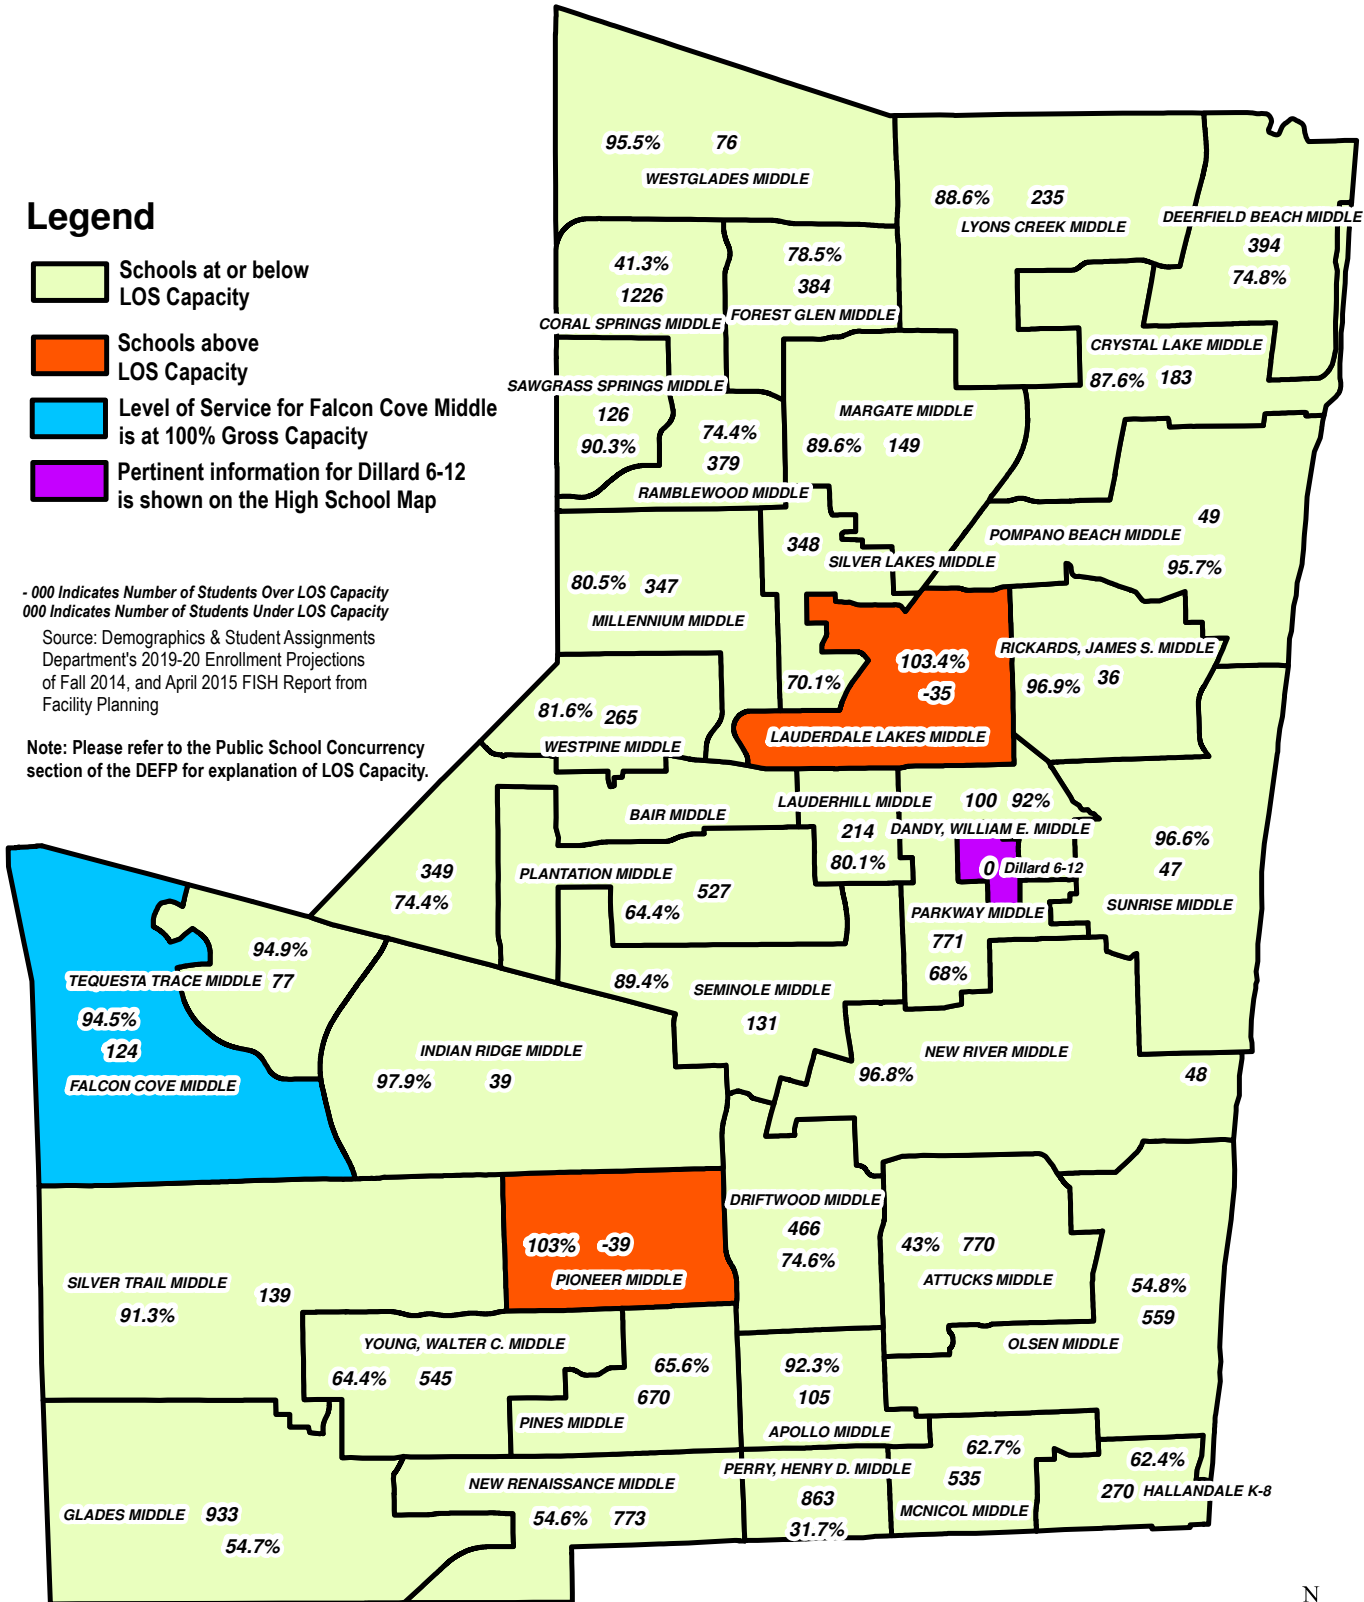 95.5% 76
WESTGLADES MIDDLE
88.6% 235
LYONS CREEK MIDDLE
DEERFIELD BEACH MIDDLE
394
74.8%
Legend
Schools at or below
LOS Capacity
Schools above
LOS Capacity
Level of Service for Falcon Cove Middle
is at 100% Gross Capacity
Pertinent information for Dillard 6-12
is shown on the High School Map
- 000 Indicates Number of Students Over LOS Capacity
000 Indicates Number of Students Under LOS Capacity
Source: Demographics & Student Assignments
Department's 2019-20 Enrollment Projections
of Fall 2014, and April 2015 FISH Report from
Facility Planning
Note: Please refer to the Public School Concurrency
section of the DEFP for explanation of LOS Capacity.
41.3%
1226
CORAL SPRINGS MIDDLE
78.5%
384
FOREST GLEN MIDDLE
CRYSTAL LAKE MIDDLE
87.6% 183
SAWGRASS SPRINGS MIDDLE
126
90.3%
74.4%
379
RAMBLEWOOD MIDDLE
MARGATE MIDDLE
89.6% 149
49
POMPANO BEACH MIDDLE
95.7%
348
SILVER LAKES MIDDLE
70.1%
80.5% 347
MILLENNIUM MIDDLE
103.4%
-35
LAUDERDALE LAKES MIDDLE
RICKARDS, JAMES S. MIDDLE
96.9% 36
81.6% 265
WESTPINE MIDDLE
BAIR MIDDLE
349
74.4%
LAUDERHILL MIDDLE
214
80.1%
100 92%
DANDY, WILLIAM E. MIDDLE
0 Dillard 6-12
96.6%
47
SUNRISE MIDDLE
PLANTATION MIDDLE
527
64.4%
PARKWAY MIDDLE
771
68%
94.9%
TEQUESTA TRACE MIDDLE 77
94.5%
124
FALCON COVE MIDDLE
89.4%
SEMINOLE MIDDLE
131
INDIAN RIDGE MIDDLE
97.9% 39
NEW RIVER MIDDLE
96.8% 48
DRIFTWOOD MIDDLE
466
74.6%
43% 770
ATTUCKS MIDDLE
103% -39
PIONEER MIDDLE
SILVER TRAIL MIDDLE
139
91.3%
54.8%
559
OLSEN MIDDLE
YOUNG, WALTER C. MIDDLE
64.4% 545
65.6%
670
PINES MIDDLE
92.3%
105
APOLLO MIDDLE
62.7%
535
MCNICOL MIDDLE
62.4%
270 HALLANDALE K-8
PERRY, HENRY D. MIDDLE
863
31.7%
NEW RENAISSANCE MIDDLE
54.6% 773
GLADES MIDDLE 933
54.7%
N